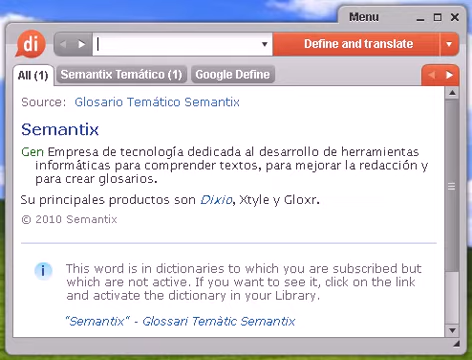 Menu
di
Define and translate
All (1)
Semantix Temático (1)
Google Define
Source: Glosario Temático Semantix
Semantix
Gen Empresa de tecnología dedicada al desarrollo de herramientas
informáticas para comprender textos, para mejorar la redacción y
para crear glosarios.
Su principales productos son Dixio, Xtyle y Gloxr.
© 2010 Semantix
i
This word is in dictionaries to which you are subscribed but
which are not active. If you want to see it, click on the link
and activate the dictionary in your Library.
"Semantix" - Glossari Temàtic Semantix